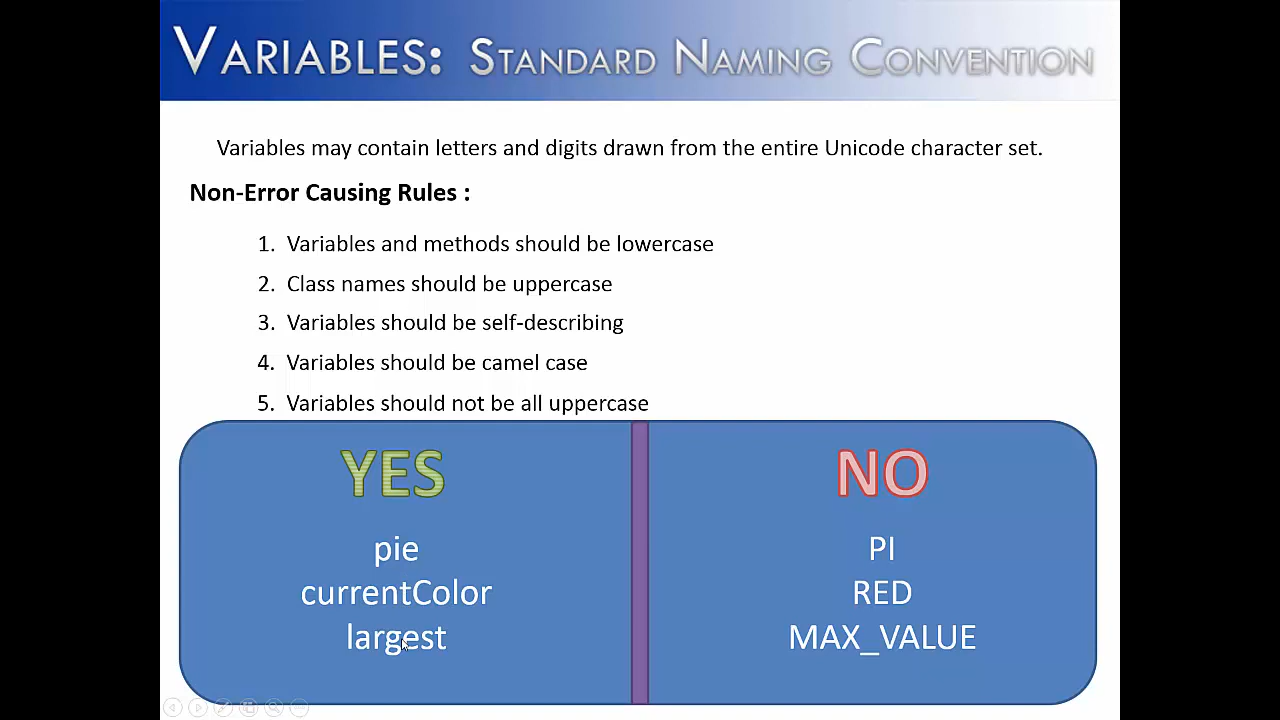 VARIABLES: STANDARD NAMING CONVENTION
Variables may contain letters and digits drawn from the entire Unicode character set.
Non-Error Causing Rules :
1. Variables and methods should be lowercase
2. Class names should be uppercase
3. Variables should be self-describing
4. Variables should be camel case
5. Variables should not be all uppercase
YES
NO
pie
PI
currentColor
RED
largest
MAX_VALUE